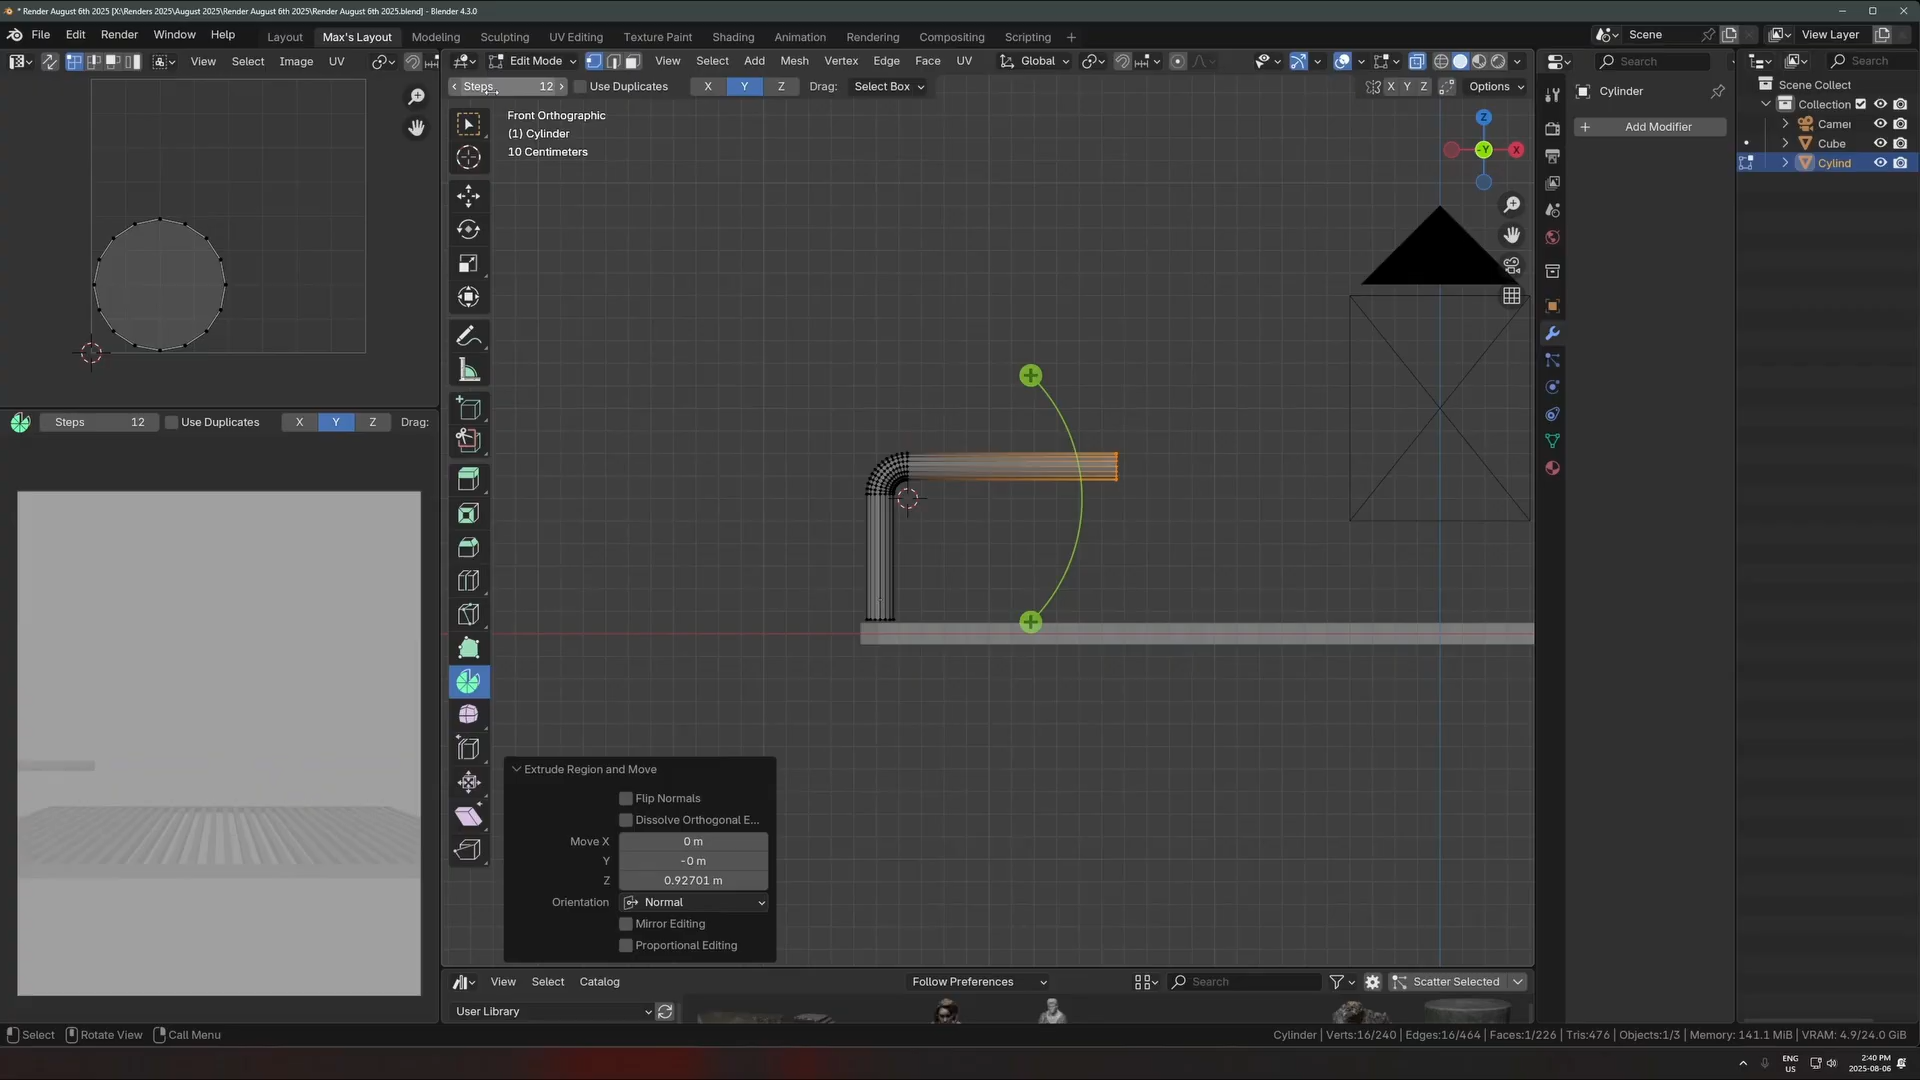 * Render August 6th 2025 [X:\Renders 2025\August 2025\Render August 6th 2025\Render August 6th 2025.blend] - Blender 4.3.0
File Edit Render Window Help Layout Max's Layout Modeling Sculpting UV Editing Texture Paint Shading Animation Rendering Compositing Scripting + Scene View Layer
View Select Image UV Edit Mode View Select Add Mesh Vertex Edge Face UV Global Search Search
Steps 12 Use Duplicates X Y Z Drag: Select Box X Y Z Options Cylinder Scene Collect
Collection
Front Orthographic
(1) Cylinder
10 Centimeters
Z
-Y
X
Add Modifier
Camer
Cube
Cylind
Steps 12 Use Duplicates X Y Z Drag:
Extrude Region and Move
Flip Normals
Dissolve Orthogonal E...
Move X 0 m
Y -0 m
Z 0.92701 m
Orientation Normal
Mirror Editing
Proportional Editing
View Select Catalog Follow Preferences Search Scatter Selected
User Library
Select Rotate View Call Menu Cylinder | Verts:16/240 | Edges:16/464 | Faces:1/226 | Tris:476 | Objects:1/3 | Memory: 141.1 MiB | VRAM: 4.9/24.0 GiB
ENG
US
2:40 PM
2025-08-06